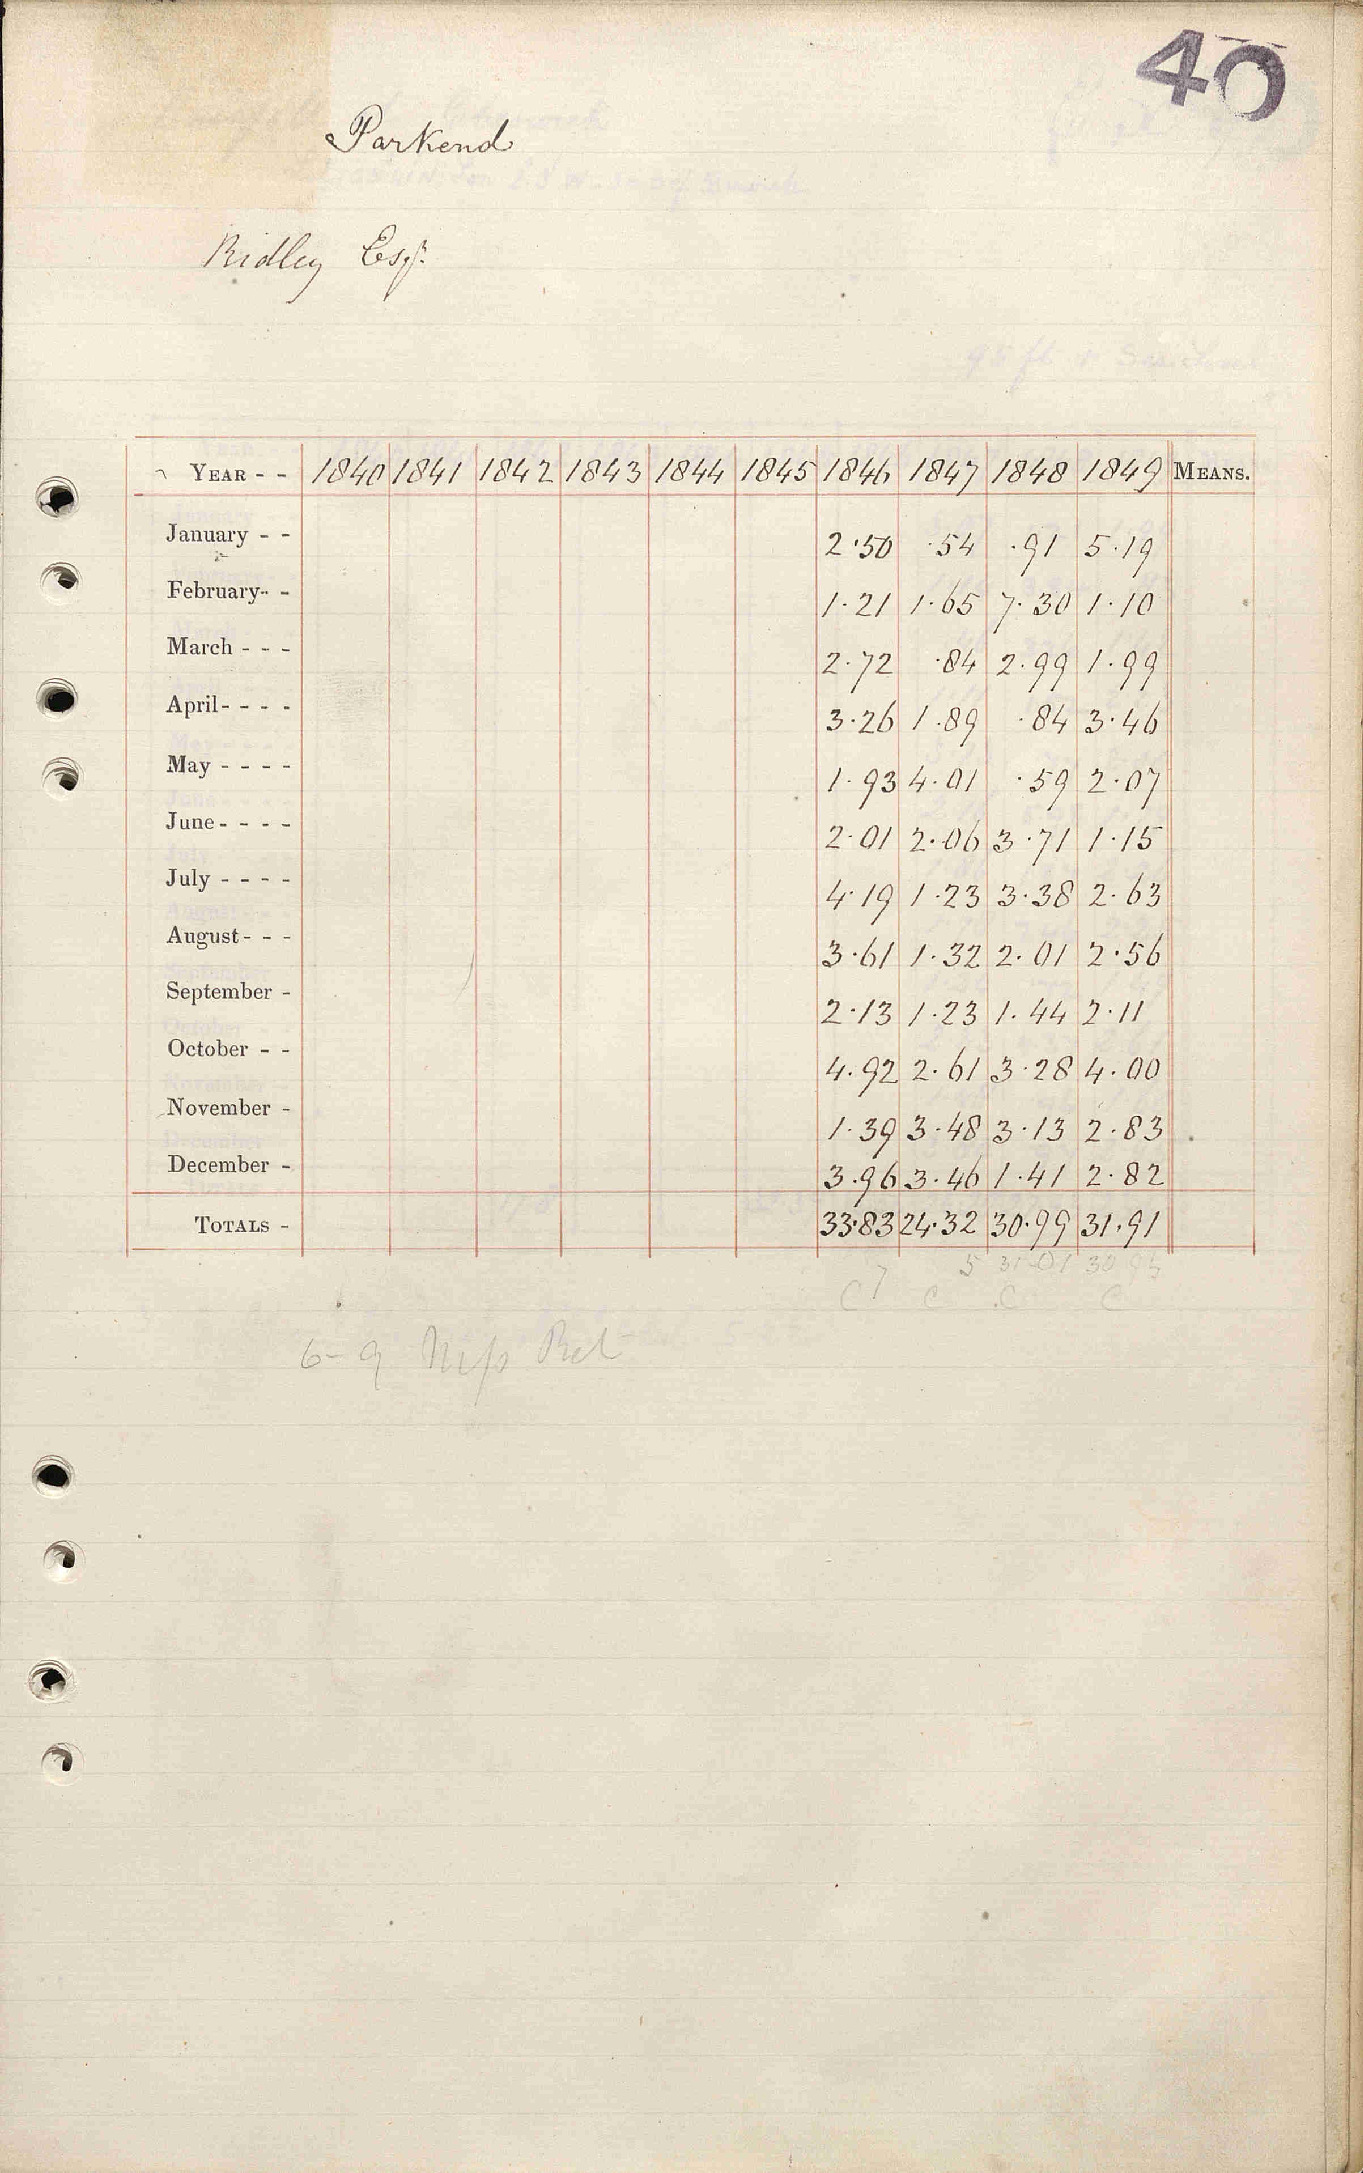 40
Parkend
Ridley Esqr.
YEAR - - 1840 1841 1842 1843 1844 1845 1846 1847 1848 1849 MEANS.
January - - 2.50 .54 .91 5.19
February - - 1.21 1.65 7.30 1.10
March - - - 2.72 .84 2.99 1.99
April - - - - 3.26 1.89 .84 3.46
May - - - - 1.93 4.01 .59 2.07
June - - - - 2.01 2.06 3.71 1.15
July - - - - 4.19 1.23 3.38 2.63
August - - - 3.61 1.32 2.01 2.56
September - 2.13 1.23 1.44 2.11
October - - 4.92 2.61 3.28 4.00
November - 1.39 3.48 3.13 2.83
December - 3.96 3.46 1.41 2.82
TOTALS - 33.83 24.32 30.99 31.91
5 31.01 30
C 7 C C C
6-9